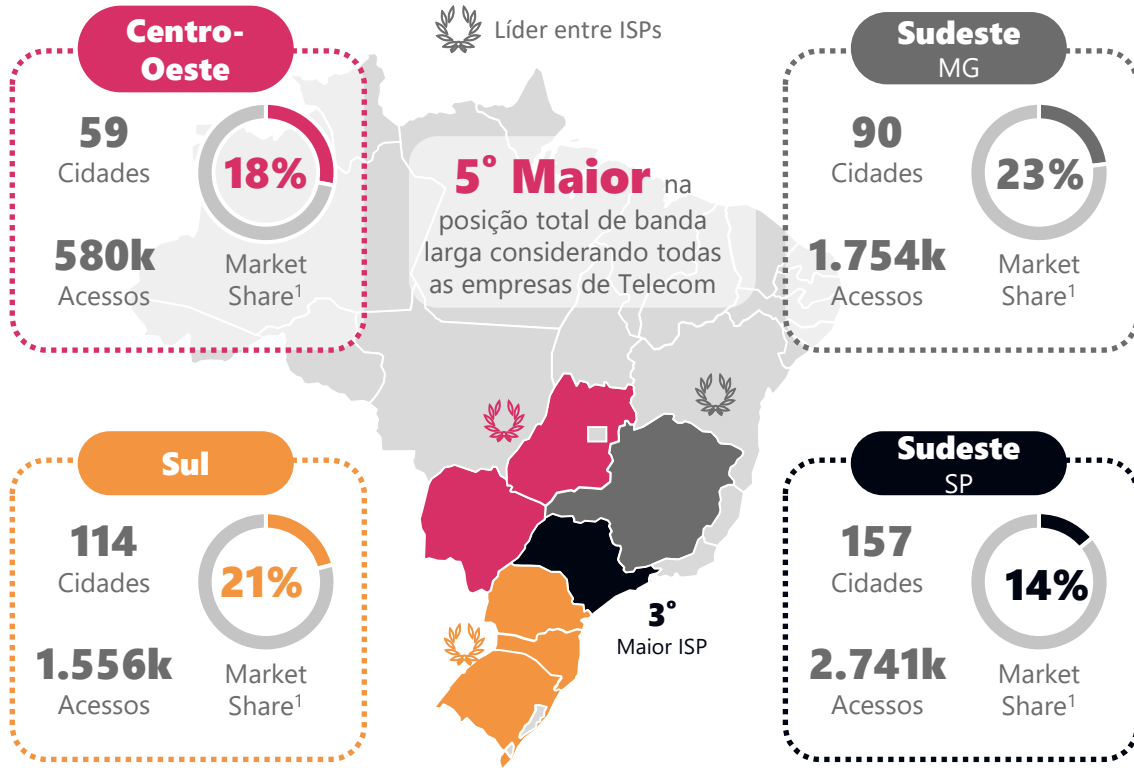 Líder entre ISPs
Centro-
Oeste
59
Cidades
18%
580k
Acessos
Market
Share¹
5° Maior na
posição total de banda
larga considerando todas
as empresas de Telecom
Sudeste
MG
90
Cidades
23%
1.754k
Acessos
Market
Share¹
Sul
114
Cidades
21%
1.556k
Acessos
Market
Share¹
3°
Maior ISP
Sudeste
SP
157
Cidades
14%
2.741k
Acessos
Market
Share¹